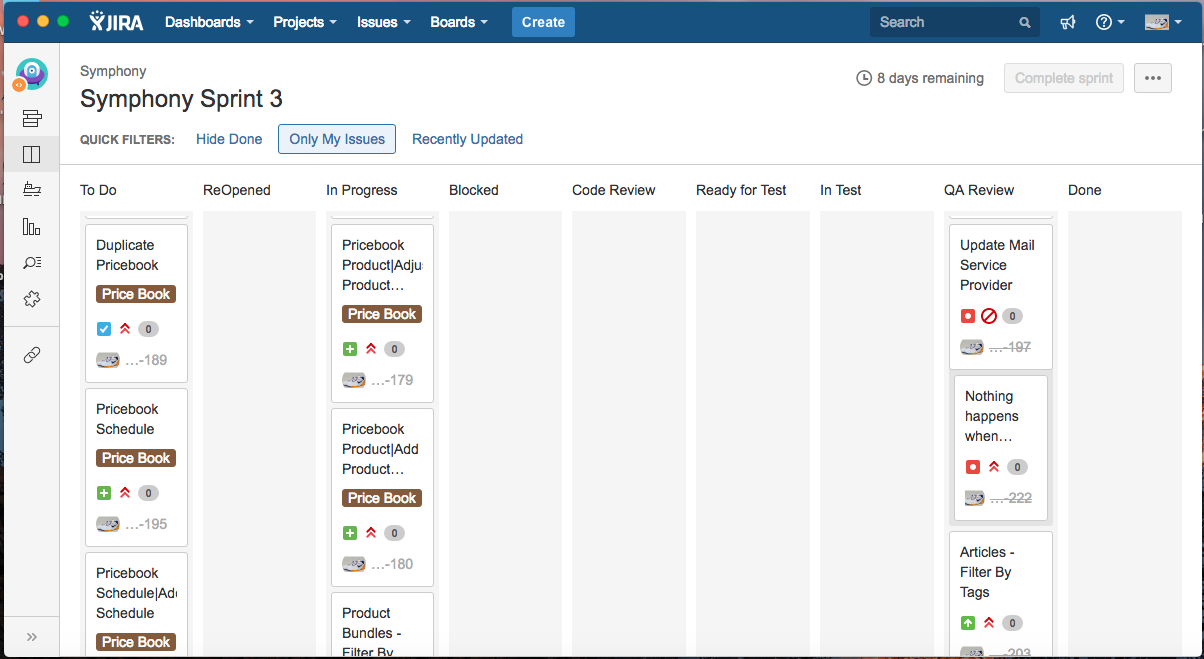 JIRA Dashboards Projects Issues Boards Create Search
Symphony
Symphony Sprint 3
8 days remaining Complete sprint
QUICK FILTERS: Hide Done Only My Issues Recently Updated
To Do ReOpened In Progress Blocked Code Review Ready for Test In Test QA Review Done
Duplicate
Pricebook
Price Book
0
...-189
Pricebook
Schedule
Price Book
0
...-195
Pricebook
Schedule|Add
Schedule
Price Book
Pricebook
Product|Adjus
Product...
Price Book
0
...-179
Pricebook
Product|Add
Product...
Price Book
0
...-180
Product
Bundles -
Filter By
Update Mail
Service
Provider
0
...-197
Nothing
happens
when...
0
...-222
Articles -
Filter By
Tags
0
...-203